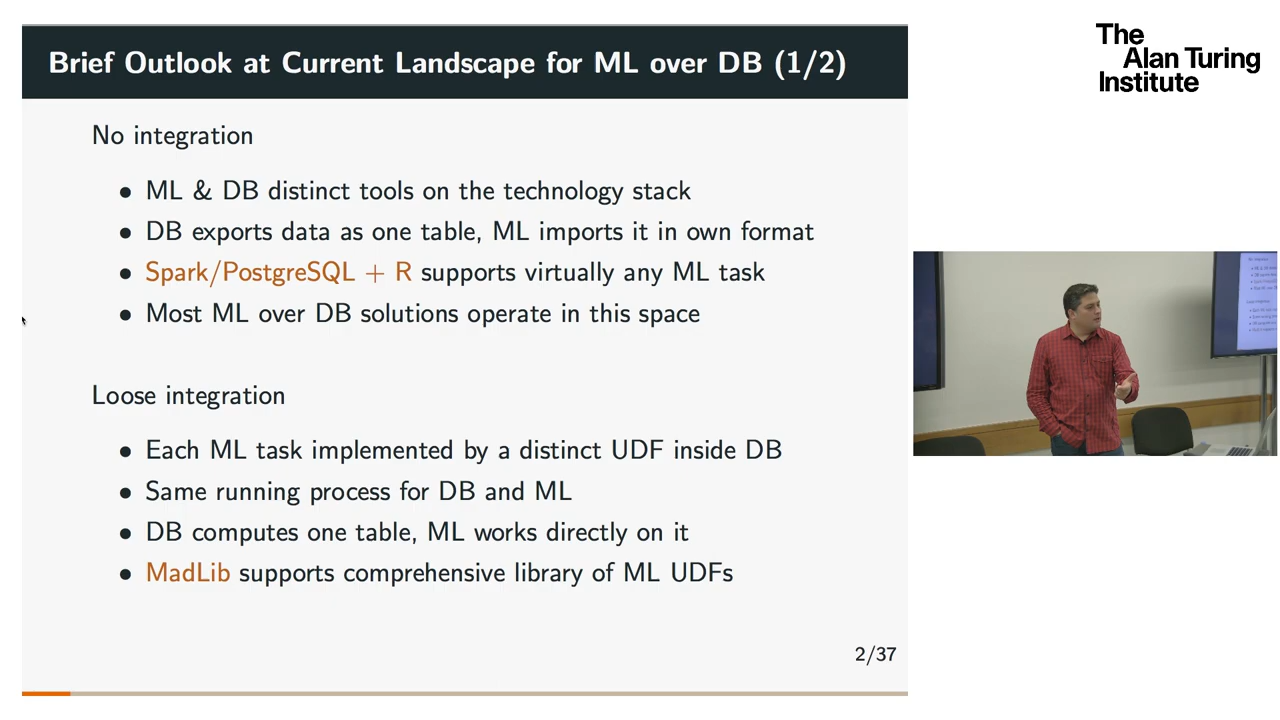 Brief Outlook at Current Landscape for ML over DB (1/2)
No integration
• ML & DB distinct tools on the technology stack
• DB exports data as one table, ML imports it in own format
• Spark/PostgreSQL + R supports virtually any ML task
• Most ML over DB solutions operate in this space
Loose integration
• Each ML task implemented by a distinct UDF inside DB
• Same running process for DB and ML
• DB computes one table, ML works directly on it
• MadLib supports comprehensive library of ML UDFs
2/37
The
Alan Turing
Institute